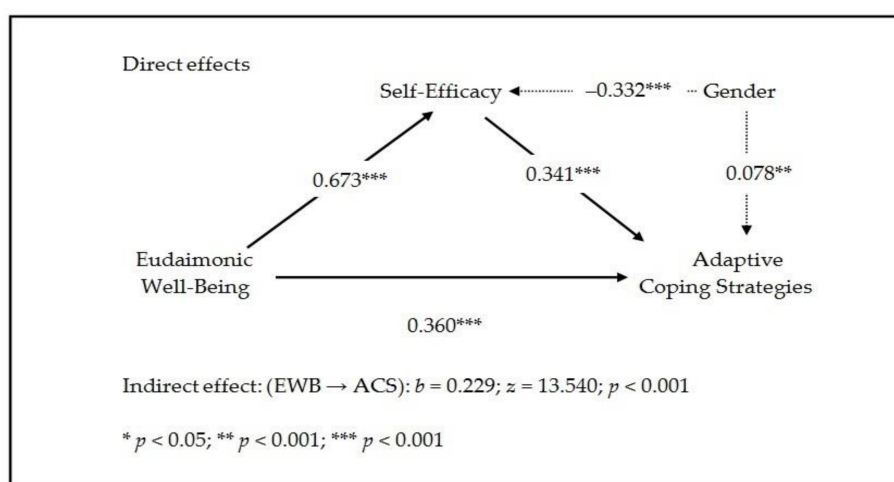 Direct effects
Self-Efficacy
–0.332***
Gender
0.673***
0.341***
0.078**
Eudaimonic
Well-Being
Adaptive
Coping Strategies
0.360***
Indirect effect: (EWB → ACS): b = 0.229; z = 13.540; p < 0.001
* p < 0.05; ** p < 0.001; *** p < 0.001